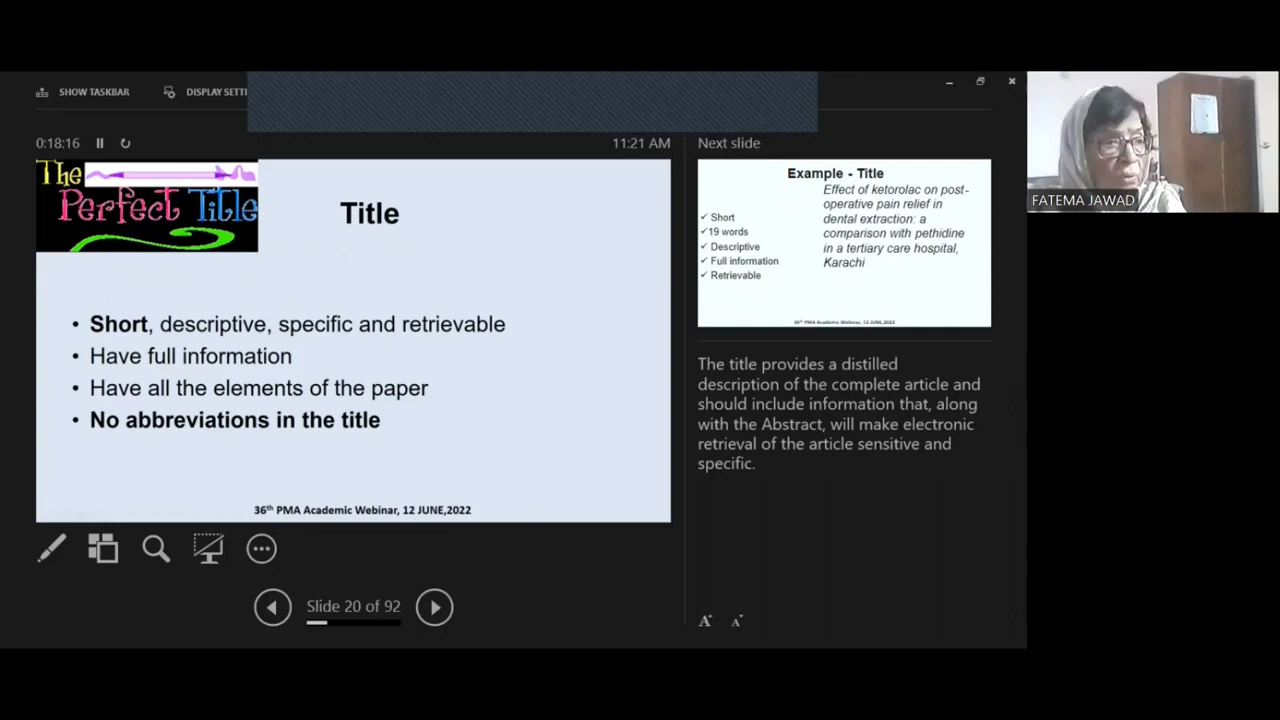 SHOW TASKBAR
DISPLAY SETTI
0:18:16
11:21 AM
The
Perfect Title
Title
• Short, descriptive, specific and retrievable
• Have full information
• Have all the elements of the paper
• No abbreviations in the title
36th PMA Academic Webinar, 12 JUNE,2022
Slide 20 of 92
Next slide
Example - Title
✓ Short
✓19 words
✓ Descriptive
✓ Full information
✓ Retrievable
Effect of ketorolac on post-
operative pain relief in
dental extraction: a
comparison with pethidine
in a tertiary care hospital,
Karachi
36th PMA Academic Webinar, 12 JUNE,2022
The title provides a distilled
description of the complete article and
should include information that, along
with the Abstract, will make electronic
retrieval of the article sensitive and
specific.
A A
FATEMA JAWAD